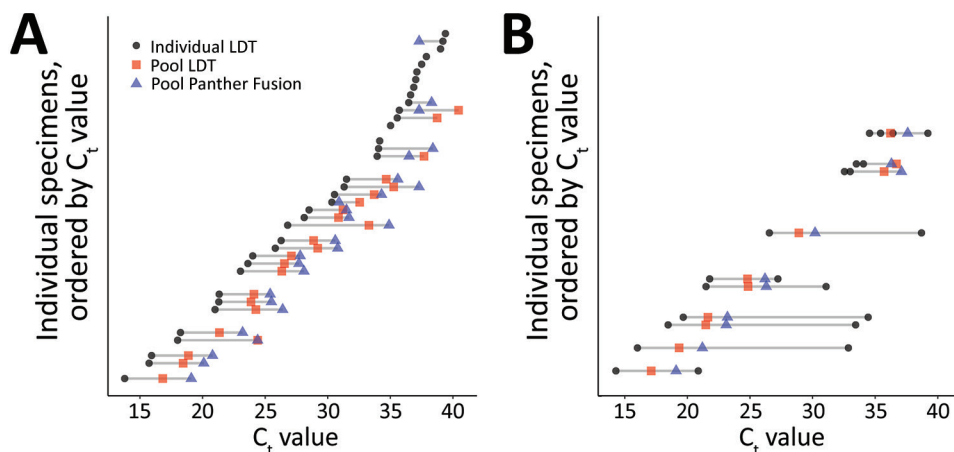 A
Individual LDT
Pool LDT
Pool Panther Fusion
Individual specimens,
ordered by Ct value
15 20 25 30 35 40
Ct value
B
Individual specimens,
ordered by Ct value
15 20 25 30 35 40
Ct value